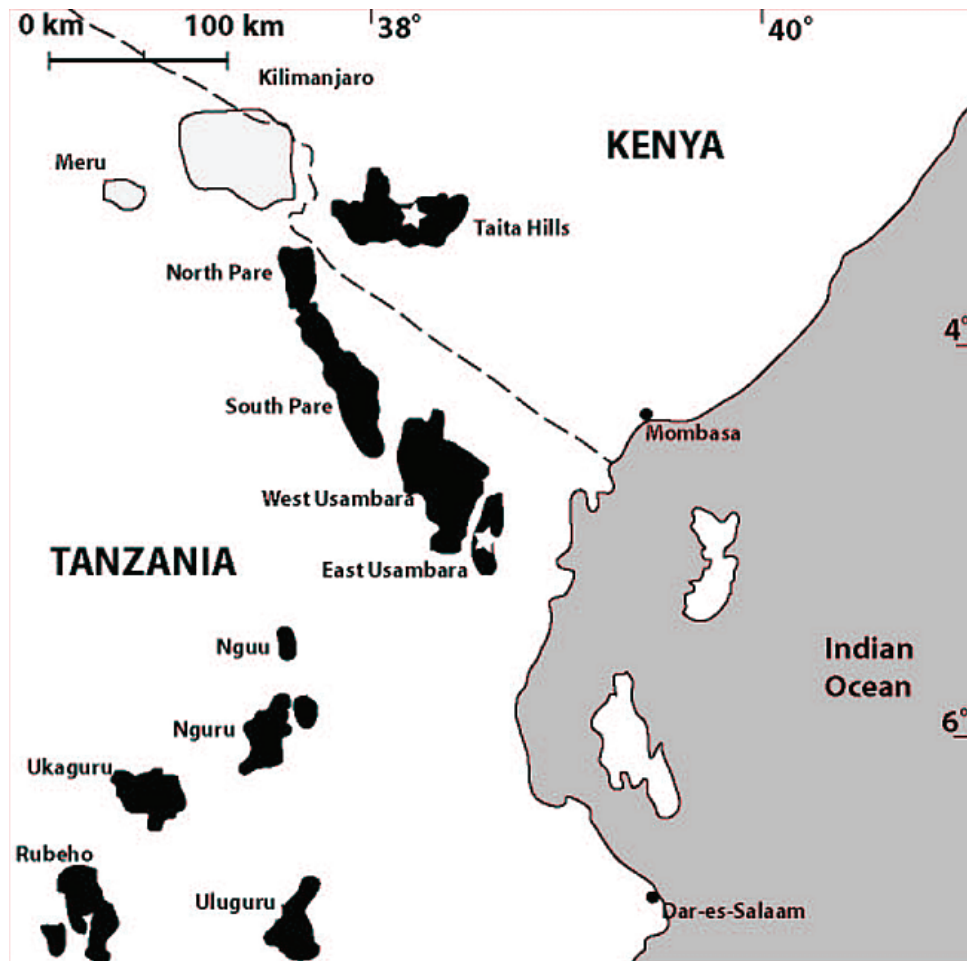 0 km 100 km 38° 40°
Kilimanjaro
KENYA
Meru
Taita Hills
North Pare
4°
South Pare
Mombasa
West Usambara
TANZANIA
East Usambara
Nguu
Indian
Ocean
Nguru
6°
Ukaguru
Rubeho
Uluguru
Dar-es-Salaam